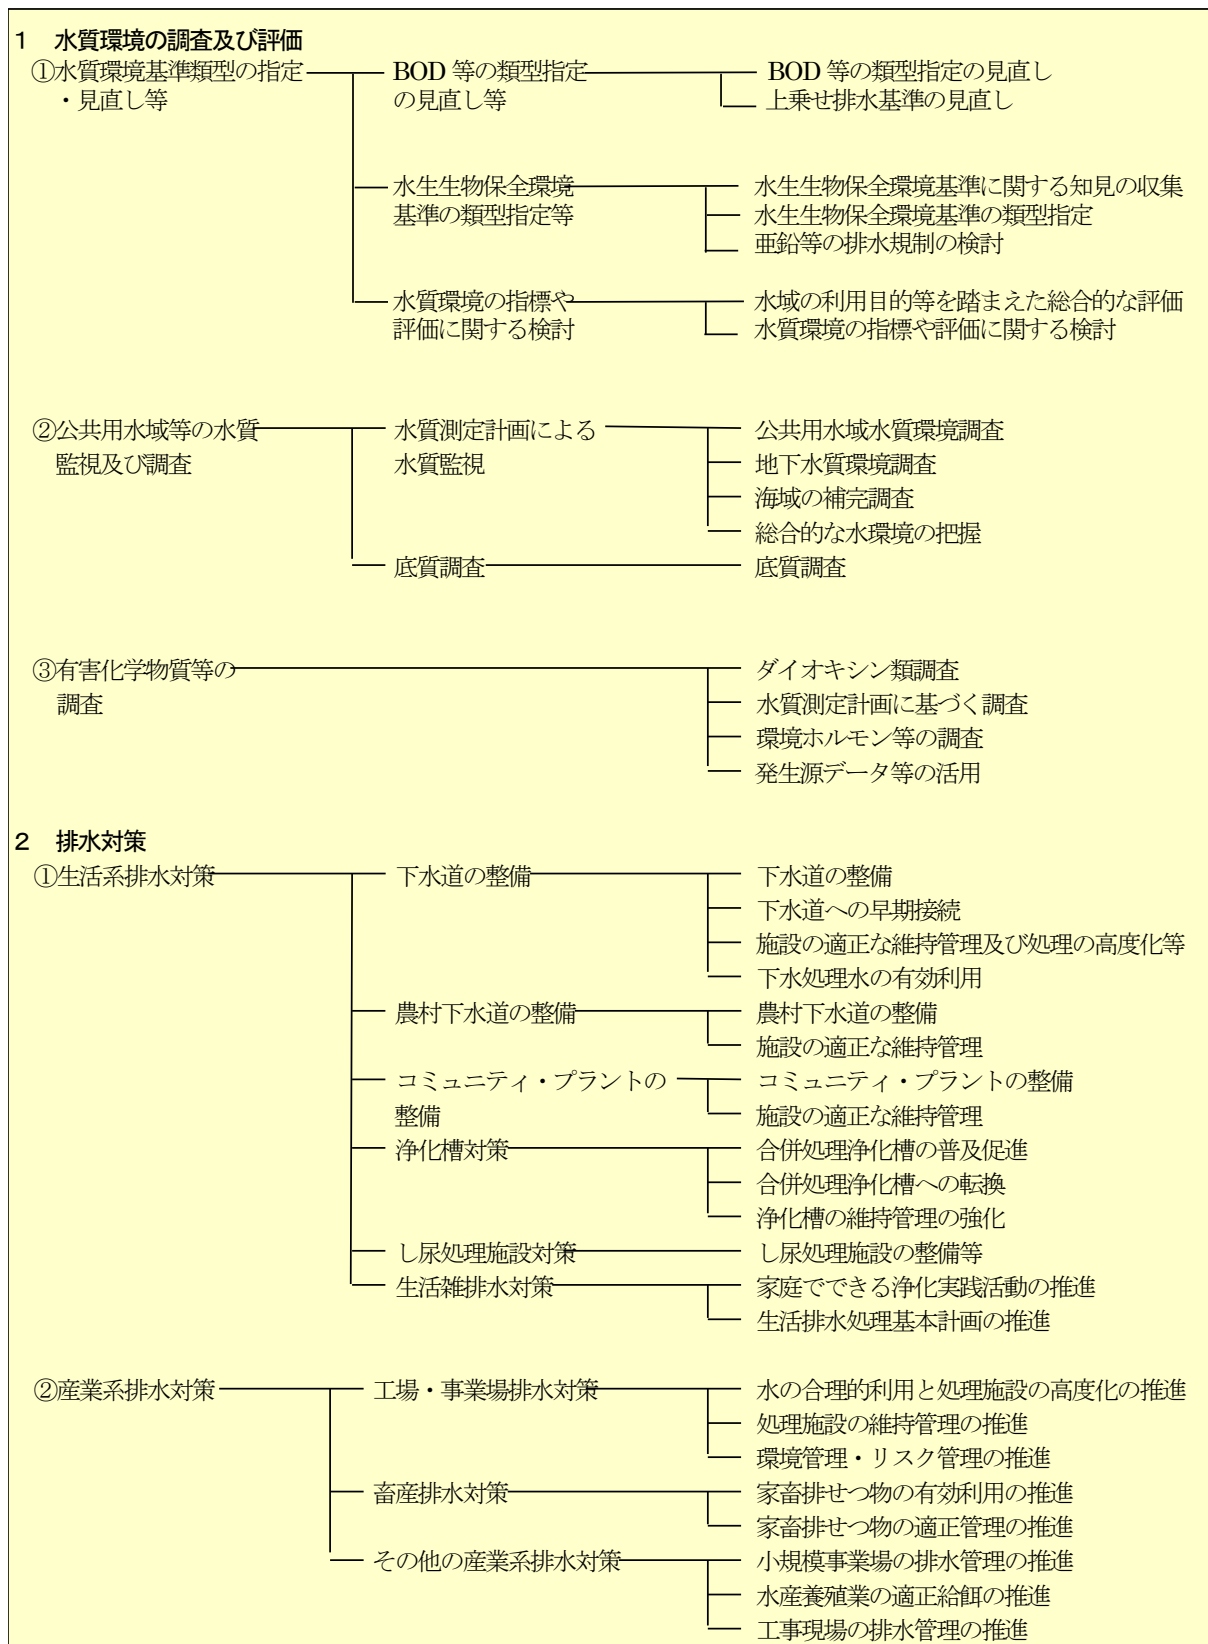 1　水質環境の調査及び評価
①水質環境基準類型の指定　BOD 等の類型指定　BOD 等の類型指定の見直し
・見直し等　の見直し等　上乗せ排水基準の見直し
水生生物保全環境　水生生物保全環境基準に関する知見の収集
基準の類型指定等　水生生物保全環境基準の類型指定
亜鉛等の排水規制の検討
水質環境の指標や　水域の利用目的等を踏まえた総合的な評価
評価に関する検討　水質環境の指標や評価に関する検討
②公共用水域等の水質　水質測定計画による　公共用水域水質環境調査
監視及び調査　水質監視　地下水質環境調査
海域の補完調査
総合的な水環境の把握
底質調査　底質調査
③有害化学物質等の　ダイオキシン類調査
調査　水質測定計画に基づく調査
環境ホルモン等の調査
発生源データ等の活用
2　排水対策
①生活系排水対策　下水道の整備　下水道の整備
下水道への早期接続
施設の適正な維持管理及び処理の高度化等
下水処理水の有効利用
農村下水道の整備　農村下水道の整備
施設の適正な維持管理
コミュニティ・プラントの　コミュニティ・プラントの整備
整備　施設の適正な維持管理
浄化槽対策　合併処理浄化槽の普及促進
合併処理浄化槽への転換
浄化槽の維持管理の強化
し尿処理施設対策　し尿処理施設の整備等
生活雑排水対策　家庭でできる浄化実践活動の推進
生活排水処理基本計画の推進
②産業系排水対策　工場・事業場排水対策　水の合理的利用と処理施設の高度化の推進
処理施設の維持管理の推進
環境管理・リスク管理の推進
畜産排水対策　家畜排せつ物の有効利用の推進
家畜排せつ物の適正管理の推進
その他の産業系排水対策　小規模事業場の排水管理の推進
水産養殖業の適正給餌の推進
工事現場の排水管理の推進